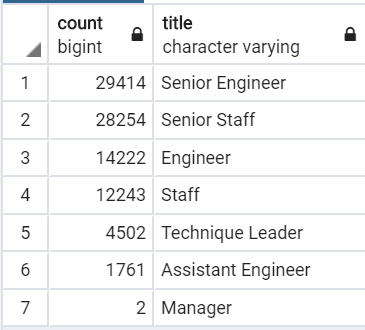 count title
bigint character varying
1 29414 Senior Engineer
2 28254 Senior Staff
3 14222 Engineer
4 12243 Staff
5 4502 Technique Leader
6 1761 Assistant Engineer
7 2 Manager